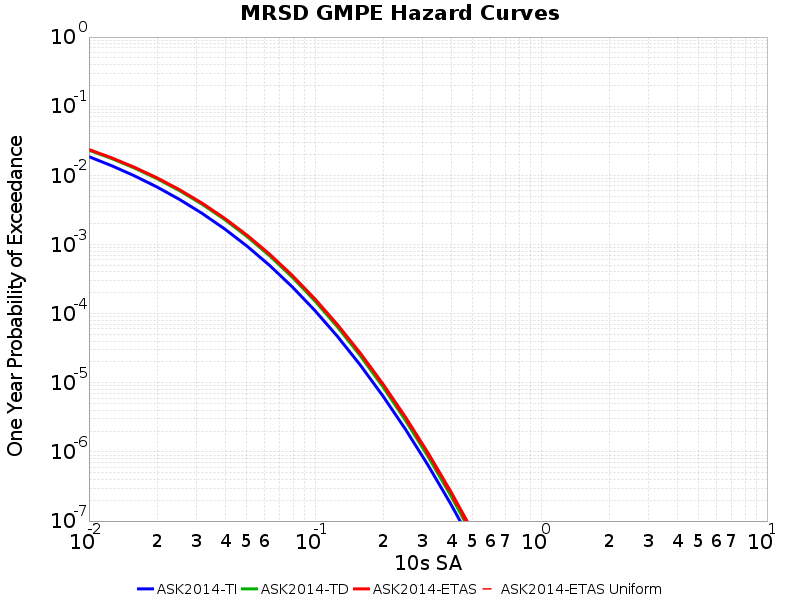 MRSD GMPE Hazard Curves
One Year Probability of Exceedance
10^0
10^-1
10^-2
10^-3
10^-4
10^-5
10^-6
10^-7
10^-2 2 3 4 5 6 10^-1 2 3 4 5 6 7 10^0 2 3 4 5 6 7 10^1
10s SA
ASK2014-TI ASK2014-TD ASK2014-ETAS ASK2014-ETAS Uniform